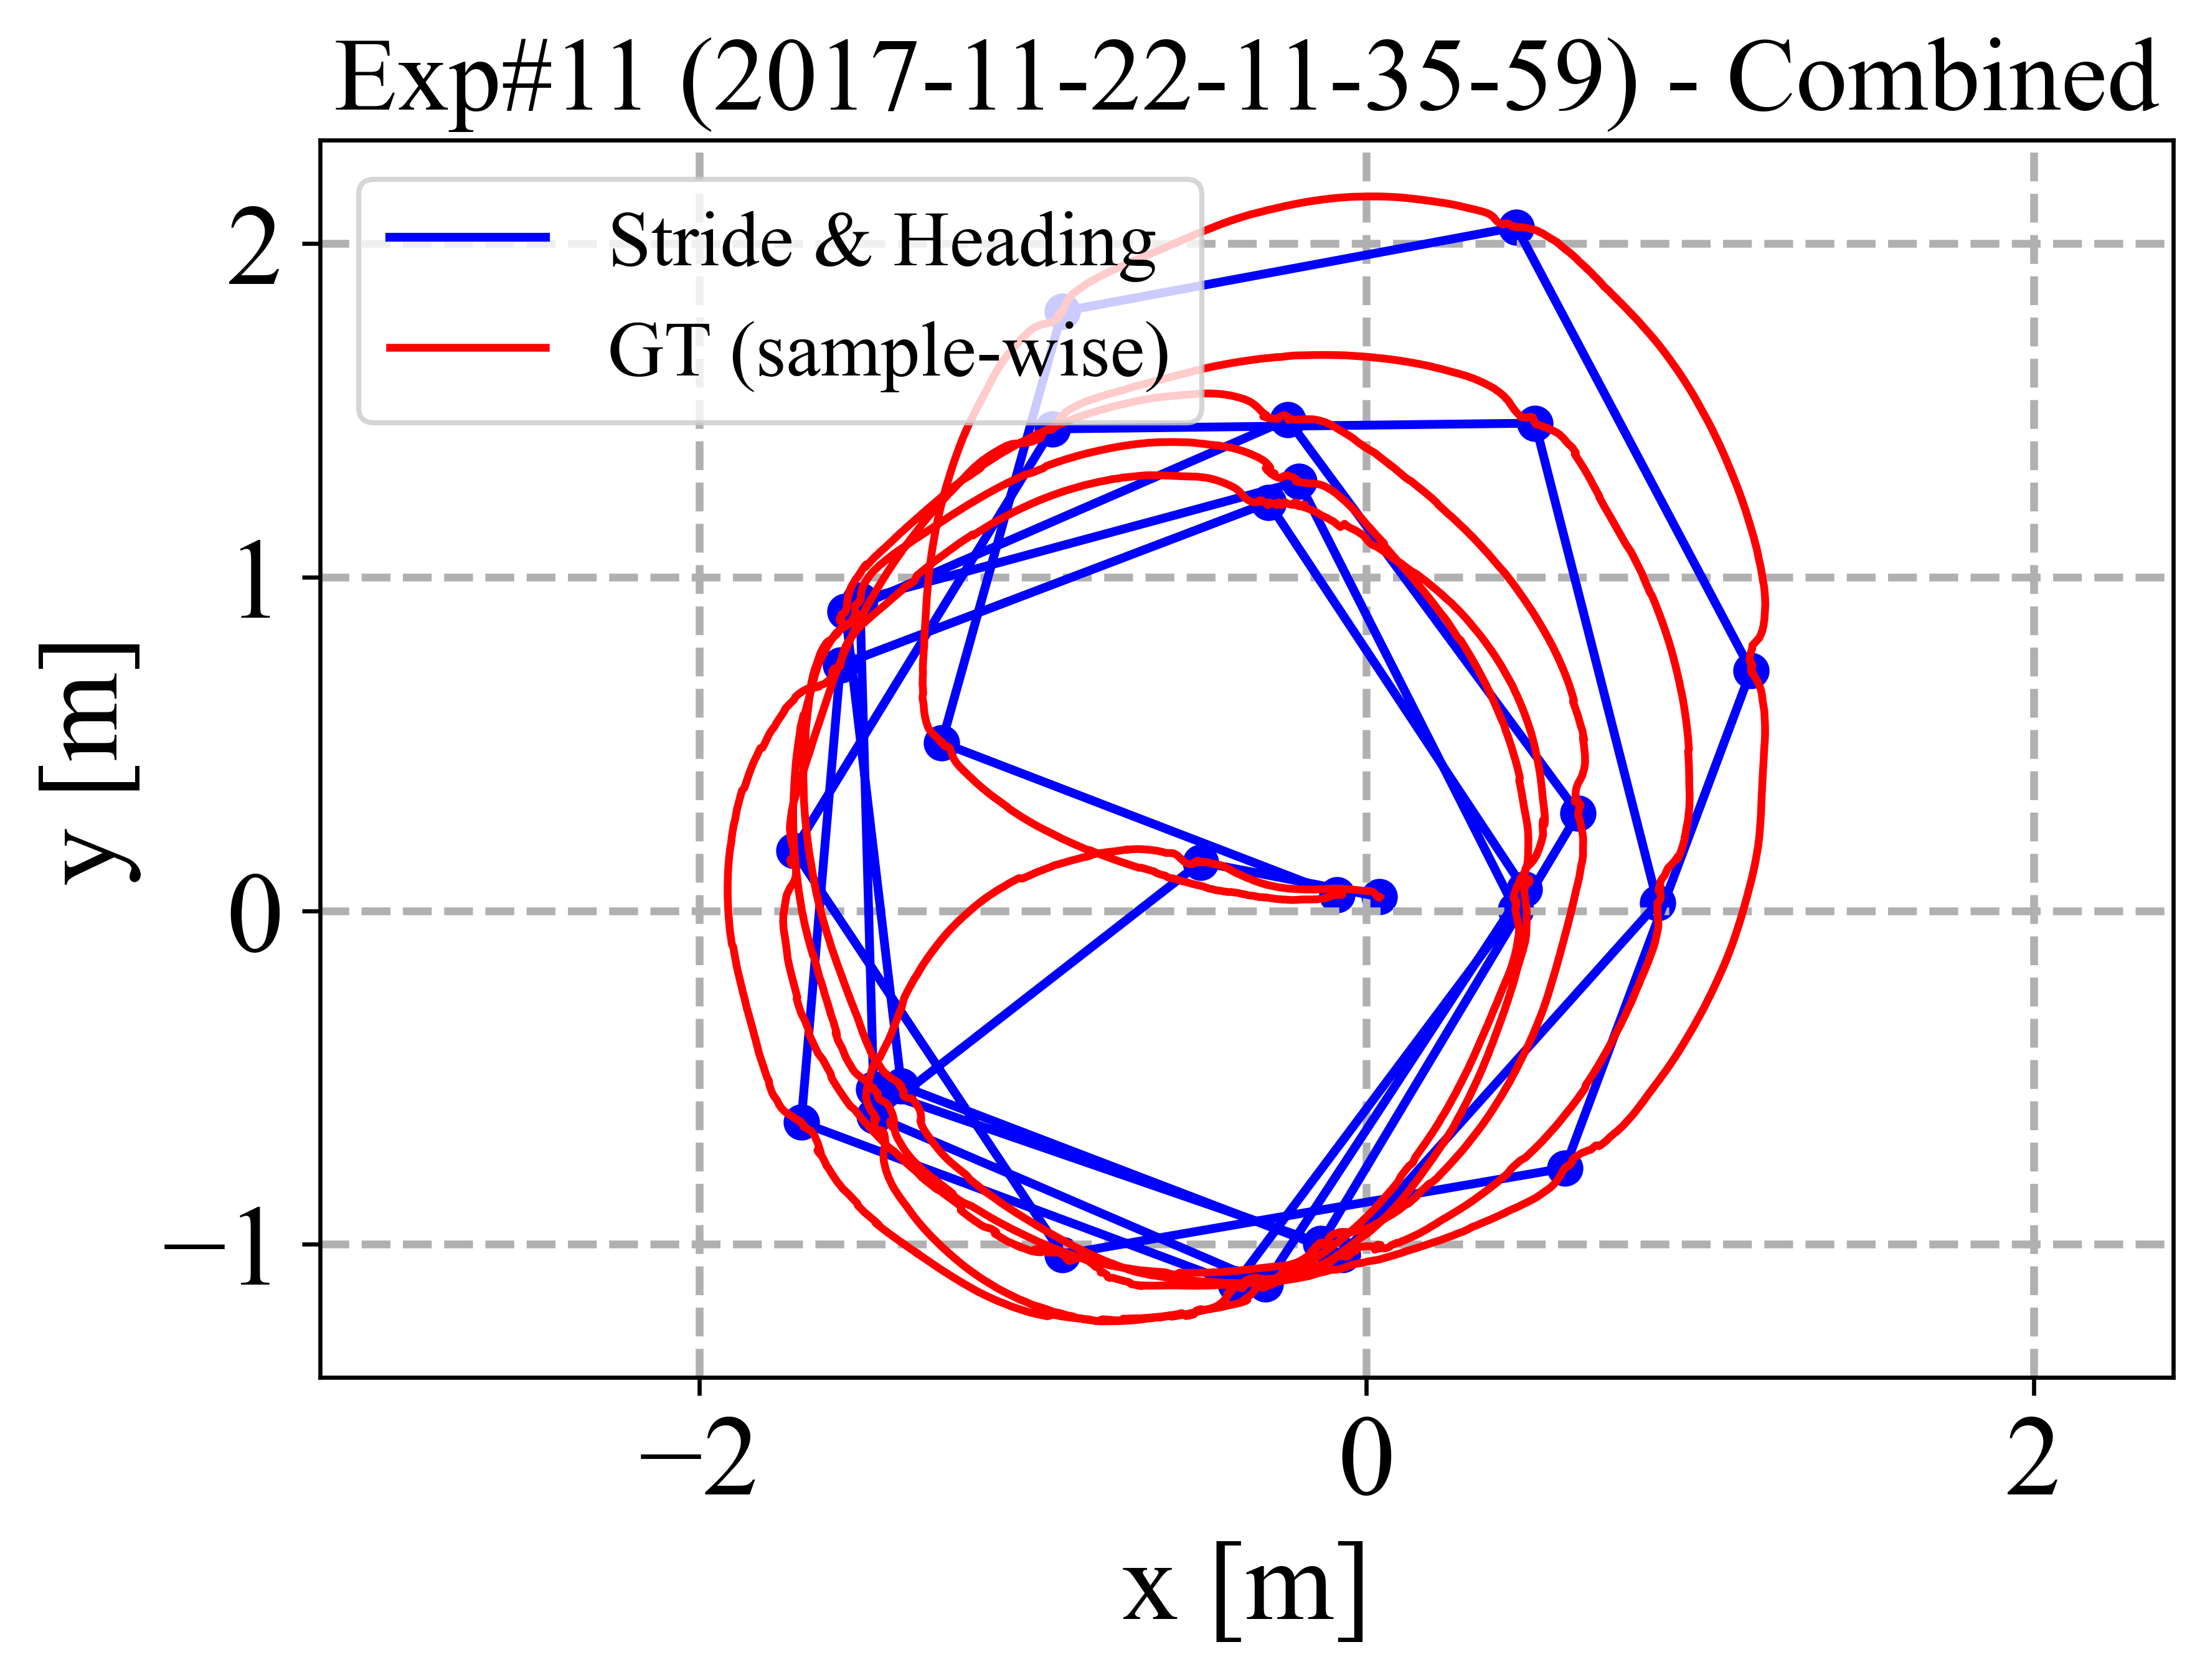 Exp#11 (2017-11-22-11-35-59) - Combined
Stride & Heading
GT (sample-wise)
2
1
0
−1
y [m]
−2
0
2
x [m]